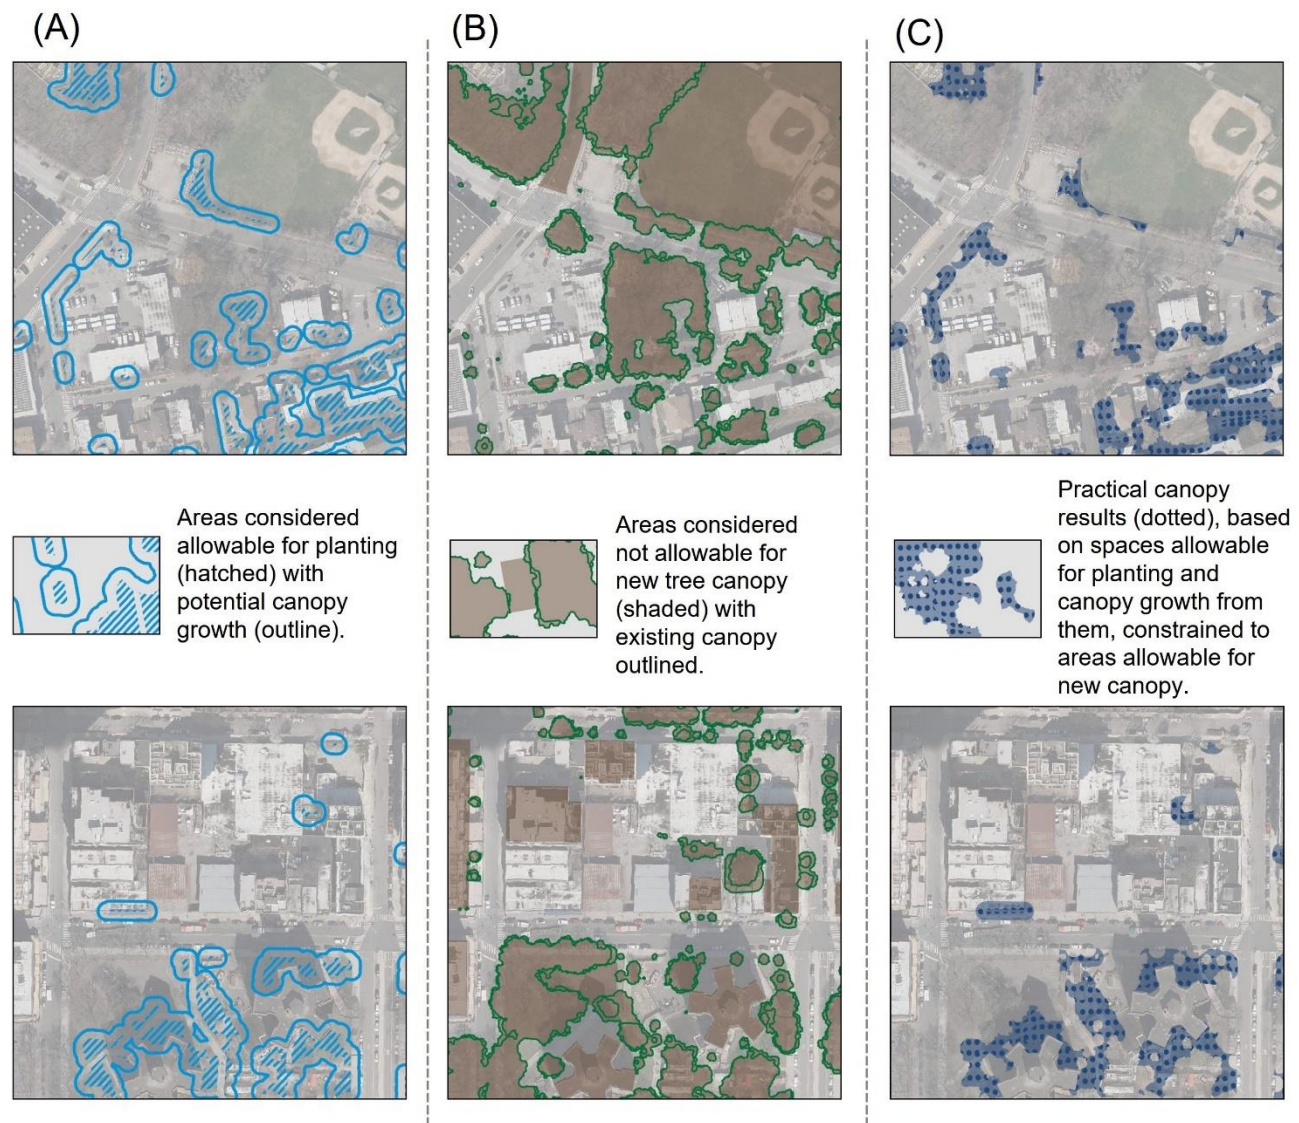 (A)
(B)
(C)
Areas considered
allowable for planting
(hatched) with
potential canopy
growth (outline).
Areas considered
not allowable for
new tree canopy
(shaded) with
existing canopy
outlined.
Practical canopy
results (dotted), based
on spaces allowable
for planting and
canopy growth from
them, constrained to
areas allowable for
new canopy.